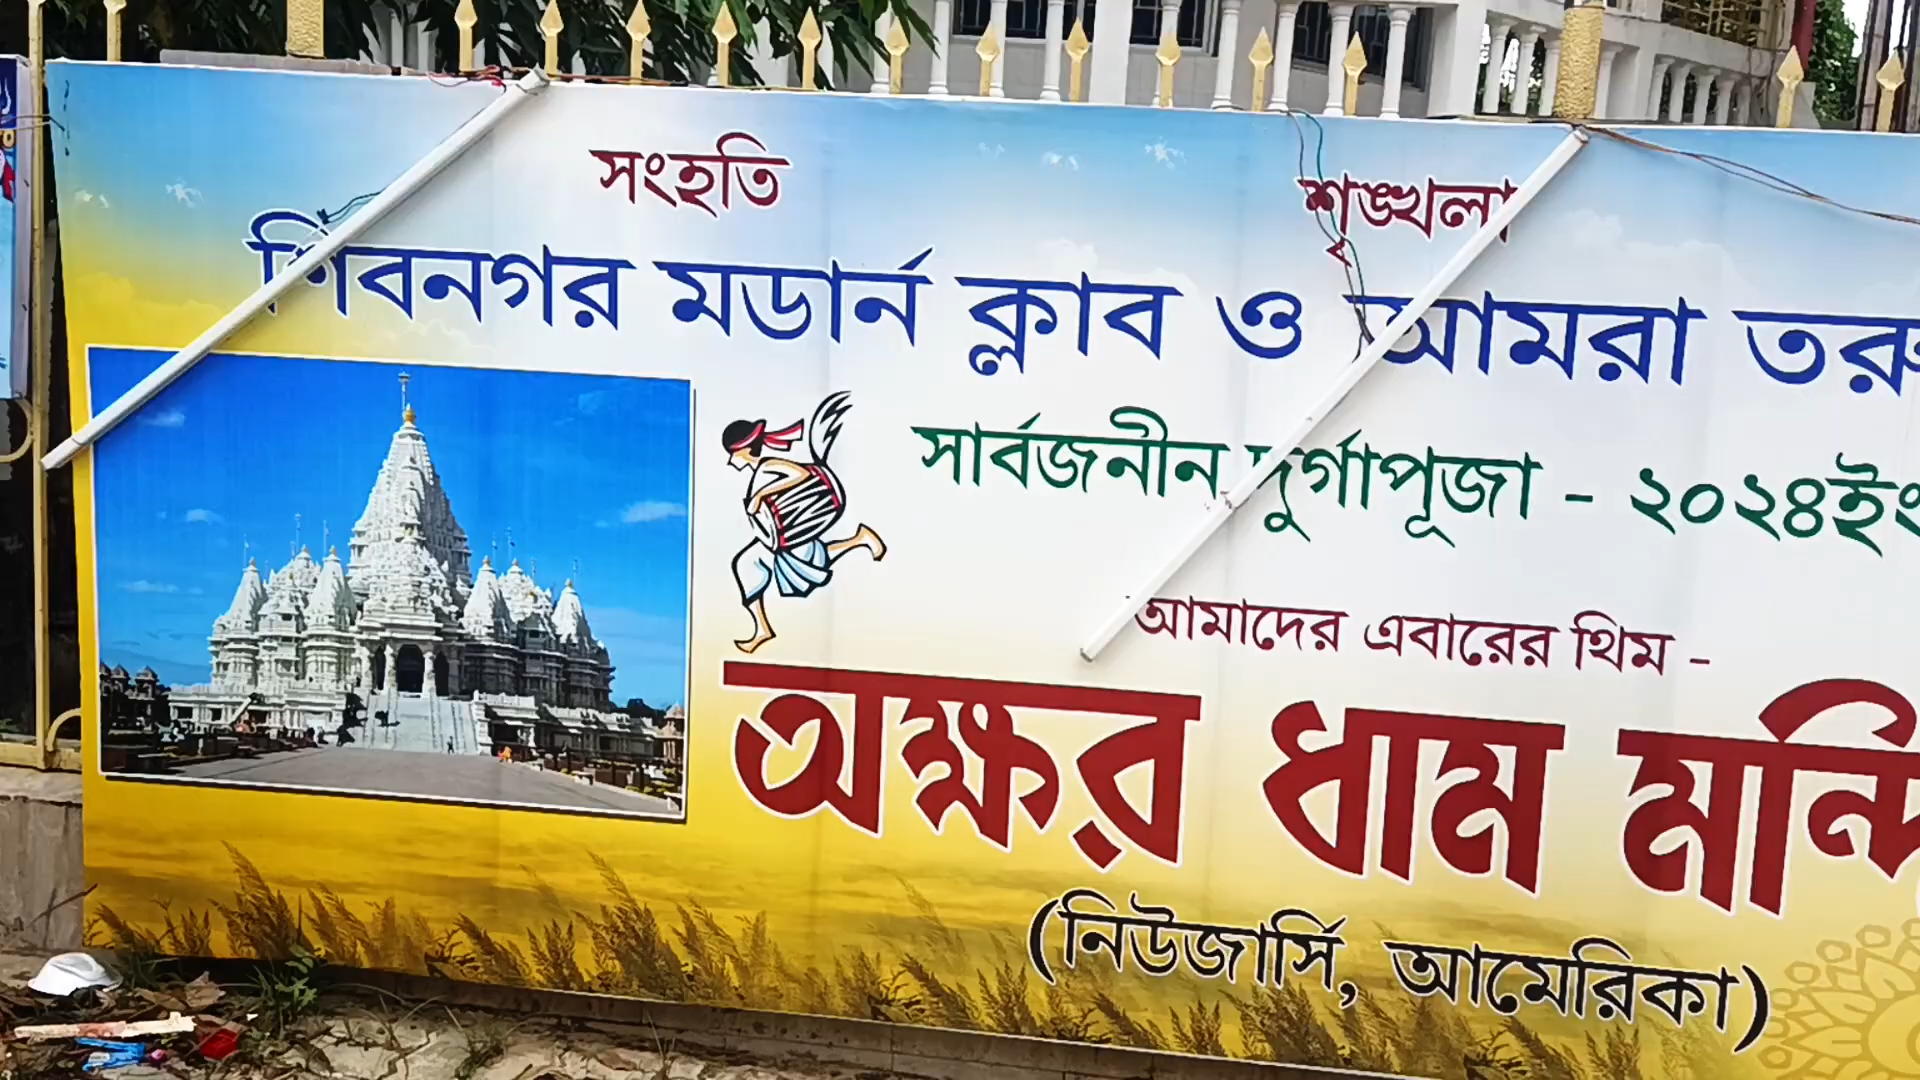 সংহতি শৃঙ্খলা
শিবনগর মডার্ন ক্লাব ও আমরা
সার্বজনীন দুর্গাপূজা - ২০২৪ইং
আমাদের এবারের থিম -
অক্ষর ধাম
(নিউজার্সি, আমেরিকা)